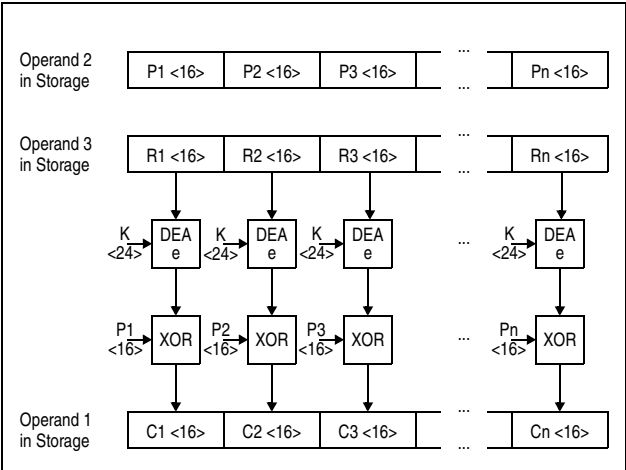 ...
Operand 2 in Storage
P1 <16> P2 <16> P3 <16> Pn <16>
...
...
Operand 3 in Storage
R1 <16> R2 <16> R3 <16> Rn <16>
...
K <24> DEA e K <24> DEA e K <24> DEA e ... K <24> DEA e
P1 <16> XOR P2 <16> XOR P3 <16> XOR ... Pn <16> XOR
...
Operand 1 in Storage
C1 <16> C2 <16> C3 <16> Cn <16>
...